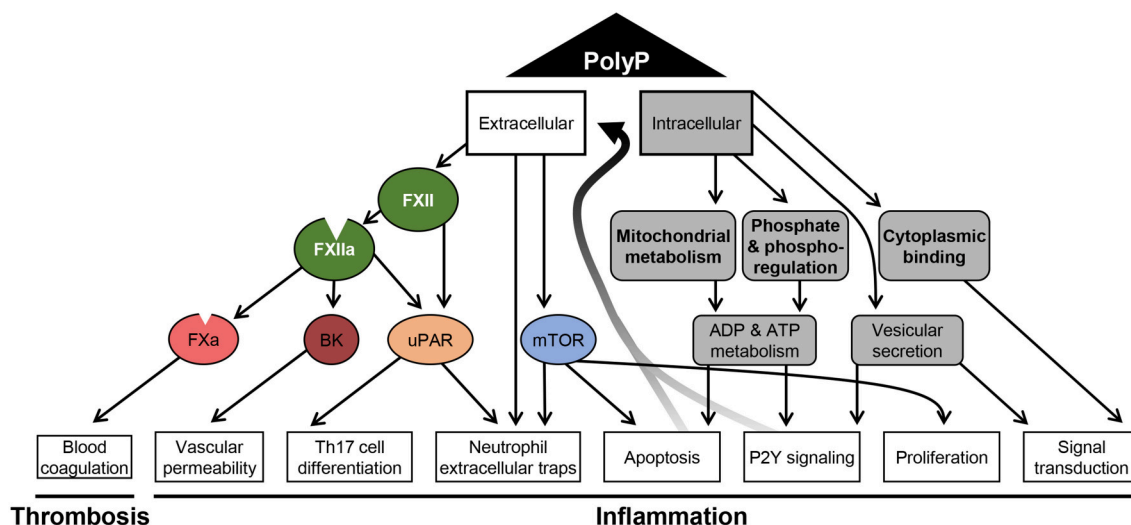 PolyP
Extracellular
Intracellular
FXII
FXIIa
Mitochondrial
metabolism
Phosphate
& phospho-
regulation
Cytoplasmic
binding
FXa
BK
uPAR
mTOR
ADP & ATP
metabolism
Vesicular
secretion
Blood
coagulation
Vascular
permeability
Th17 cell
differentiation
Neutrophil
extracellular traps
Apoptosis
P2Y signaling
Proliferation
Signal
transduction
Thrombosis
Inflammation